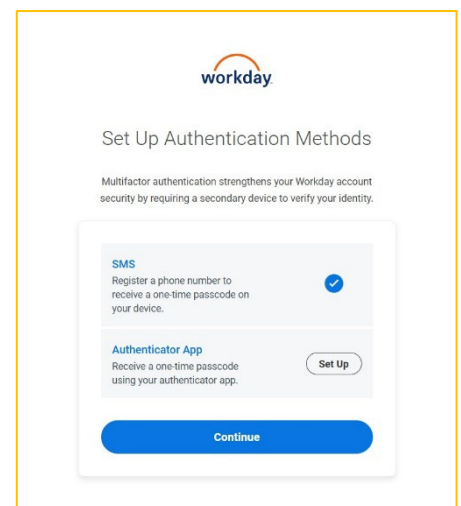 workday.
Set Up Authentication Methods
Multifactor authentication strengthens your Workday account
security by requiring a secondary device to verify your identity.
SMS
Register a phone number to
receive a one-time passcode on
your device.
Authenticator App
Receive a one-time passcode
using your authenticator app.
Set Up
Continue